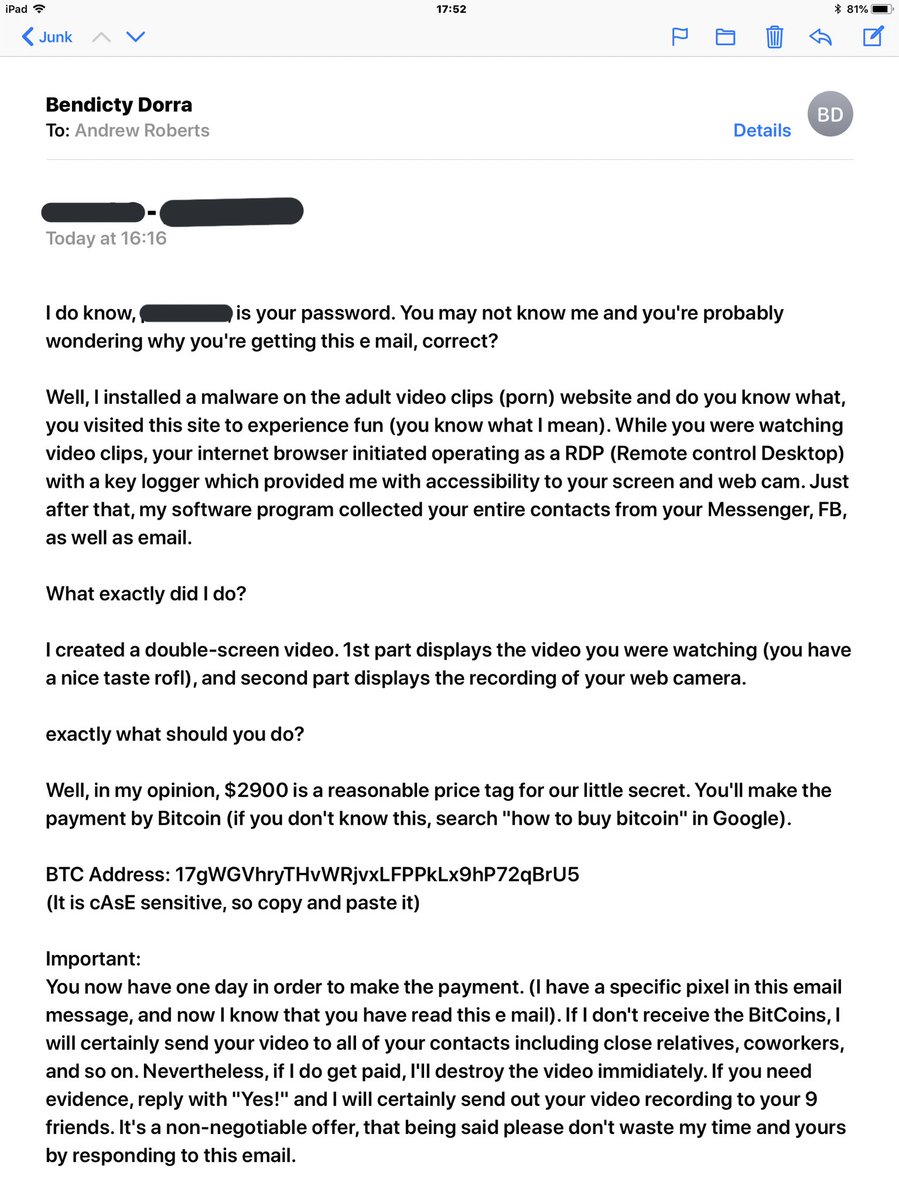 iPad 17:52 81%
Junk
Bendicty Dorra
To: Andrew Roberts
Details BD
-
Today at 16:16
I do know, is your password. You may not know me and you're probably
wondering why you're getting this e mail, correct?
Well, I installed a malware on the adult video clips (porn) website and do you know what,
you visited this site to experience fun (you know what I mean). While you were watching
video clips, your internet browser initiated operating as a RDP (Remote control Desktop)
with a key logger which provided me with accessibility to your screen and web cam. Just
after that, my software program collected your entire contacts from your Messenger, FB,
as well as email.
What exactly did I do?
I created a double-screen video. 1st part displays the video you were watching (you have
a nice taste rofl), and second part displays the recording of your web camera.
exactly what should you do?
Well, in my opinion, $2900 is a reasonable price tag for our little secret. You'll make the
payment by Bitcoin (if you don't know this, search "how to buy bitcoin" in Google).
BTC Address: 17gWGVhryTHvWRjvxLFPPkLx9hP72qBrU5
(It is cAsE sensitive, so copy and paste it)
Important:
You now have one day in order to make the payment. (I have a specific pixel in this email
message, and now I know that you have read this e mail). If I don't receive the BitCoins, I
will certainly send your video to all of your contacts including close relatives, coworkers,
and so on. Nevertheless, if I do get paid, I'll destroy the video immidiately. If you need
evidence, reply with "Yes!" and I will certainly send out your video recording to your 9
friends. It's a non-negotiable offer, that being said please don't waste my time and yours
by responding to this email.